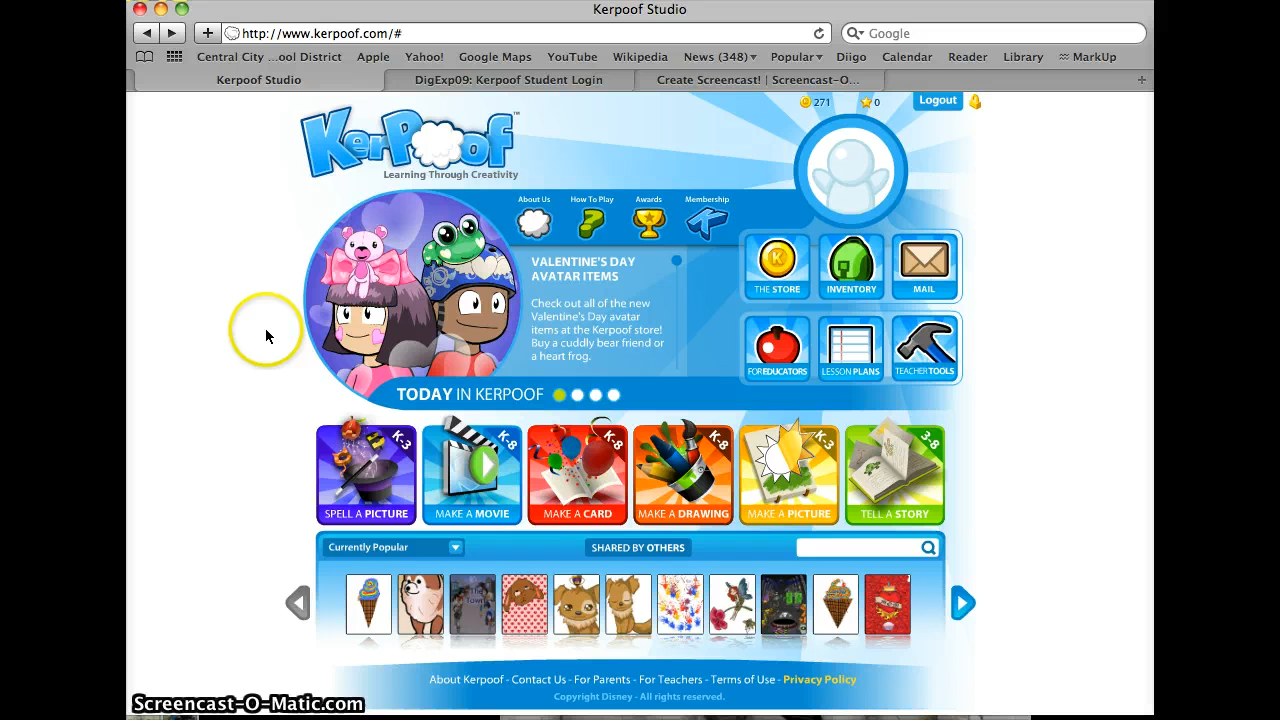 Kerpoof Studio
http://www.kerpoof.com/#
Google
Central City ...ool District Apple Yahoo! Google Maps YouTube Wikipedia News (348) Popular Diigo Calendar Reader Library MarkUp
Kerpoof Studio DigExp09: Kerpoof Student Login Create Screencast! | Screencast-O...
271 0 Logout
KerPoof™
Learning Through Creativity
About Us How To Play Awards Membership
VALENTINE'S DAY
AVATAR ITEMS
Check out all of the new
Valentine's Day avatar
items at the Kerpoof store!
Buy a cuddly bear friend or
a heart frog.
K
THE STORE INVENTORY MAIL
FOR EDUCATORS LESSON PLANS TEACHER TOOLS
TODAY IN KERPOOF
K-3 K-8 K-8 K-8 K-3 3-8
SPELL A PICTURE MAKE A MOVIE MAKE A CARD MAKE A DRAWING MAKE A PICTURE TELL A STORY
Currently Popular SHARED BY OTHERS
About Kerpoof - Contact Us - For Parents - For Teachers - Terms of Use - Privacy Policy
Copyright Disney - All rights reserved.
Screencast-O-Matic.com